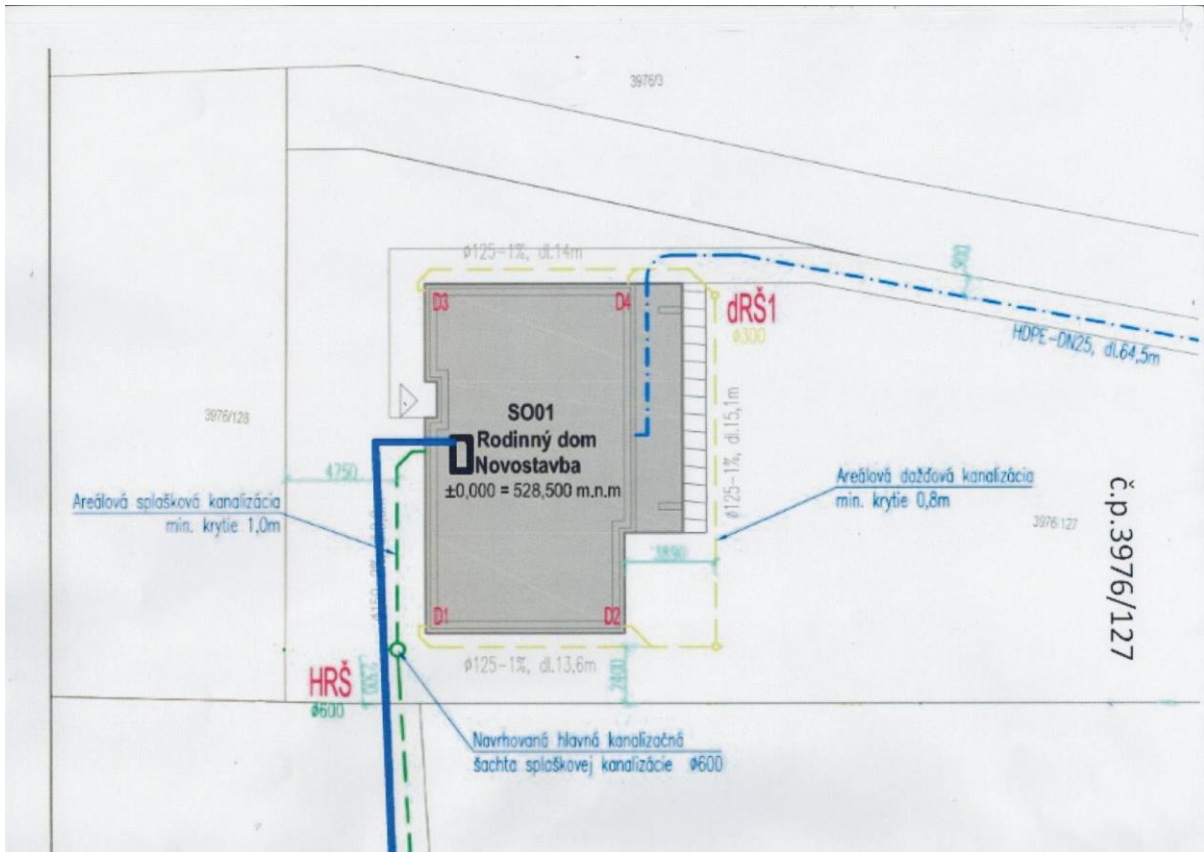 3976/3
ø125-1%, dl.14m
900
D3
D4
dRŠ1
ø300
HDPE-DN25, dl.64,5m
3976/128
SO01
Rodinný dom
Novostavba
±0,000 = 528,500 m.n.m
ø125-1%, dl.15,1m
4750
Areálová splašková kanalizácia
min. krytie 1,0m
Areálová dažďová kanalizácia
min. krytie 0,8m
3976/127
č.p.3976/127
3890
D1
D2
ø125-1%, dl.13,6m
HRŠ
ø600
2300
2400
Navrhovaná hlavná kanalizačná
šachta splaškovej kanalizácie ø600